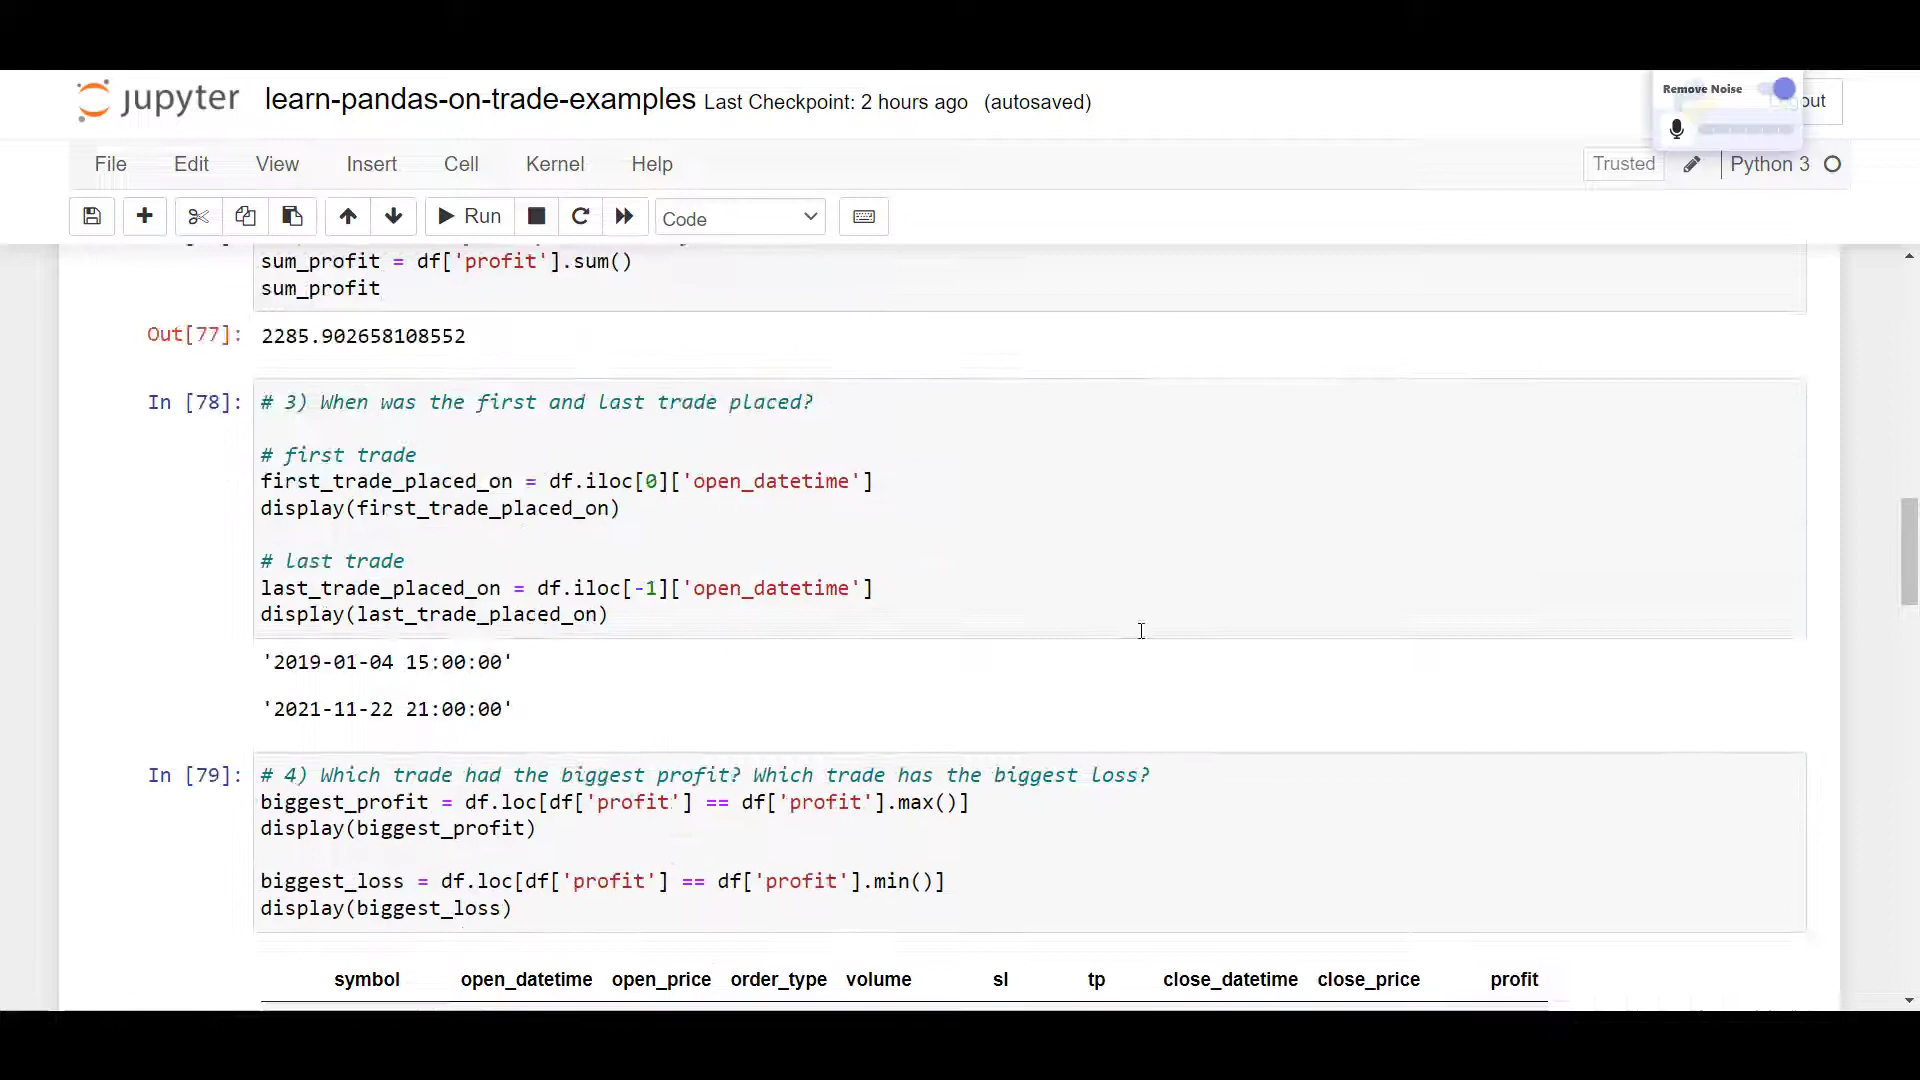 jupyter learn-pandas-on-trade-examples Last Checkpoint: 2 hours ago (autosaved)
Remove Noise
out
File Edit View Insert Cell Kernel Help
Trusted Python 3
Run Code
sum_profit = df['profit'].sum()
sum_profit
Out[77]: 2285.902658108552
In [78]: # 3) When was the first and last trade placed?
# first trade
first_trade_placed_on = df.iloc[0]['open_datetime']
display(first_trade_placed_on)
# last trade
last_trade_placed_on = df.iloc[-1]['open_datetime']
display(last_trade_placed_on)
'2019-01-04 15:00:00'
'2021-11-22 21:00:00'
In [79]: # 4) Which trade had the biggest profit? Which trade has the biggest loss?
biggest_profit = df.loc[df['profit'] == df['profit'].max()]
display(biggest_profit)
biggest_loss = df.loc[df['profit'] == df['profit'].min()]
display(biggest_loss)
symbol open_datetime open_price order_type volume sl tp close_datetime close_price profit